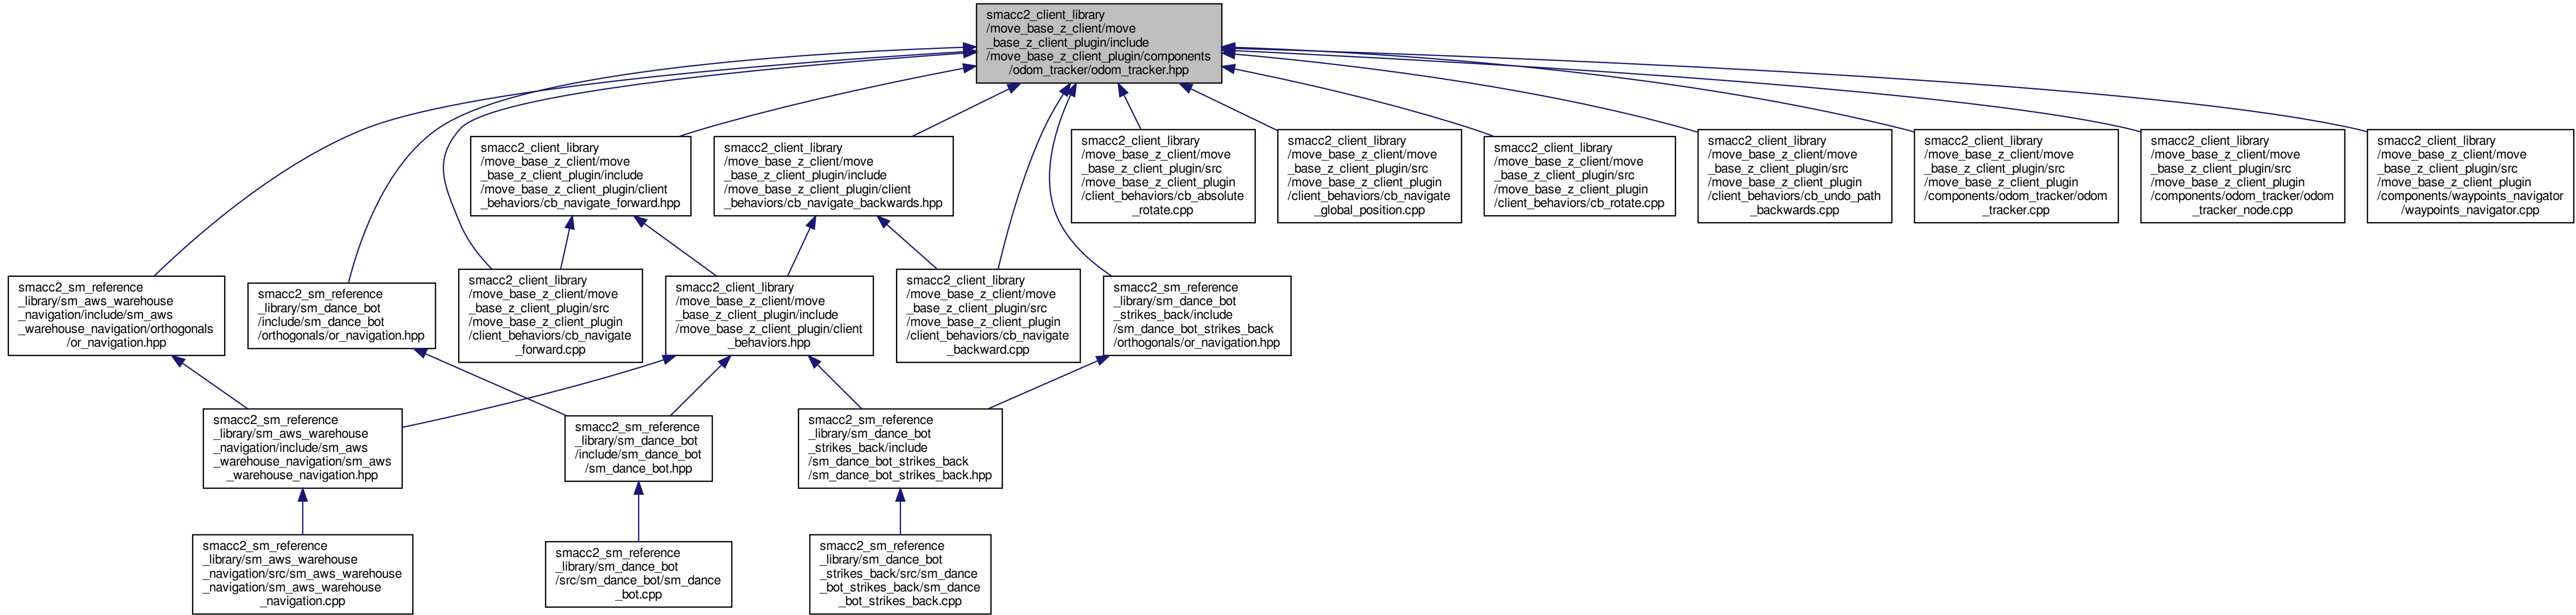 smacc2_client_library
/move_base_z_client/move
_base_z_client_plugin/include
/move_base_z_client_plugin/components
/odom_tracker/odom_tracker.hpp
smacc2_client_library
/move_base_z_client/move
_base_z_client_plugin/include
/move_base_z_client_plugin/client
_behaviors/cb_navigate_forward.hpp
smacc2_client_library
/move_base_z_client/move
_base_z_client_plugin/include
/move_base_z_client_plugin/client
_behaviors/cb_navigate_backwards.hpp
smacc2_client_library
/move_base_z_client/move
_base_z_client_plugin/src
/move_base_z_client_plugin
/client_behaviors/cb_absolute
_rotate.cpp
smacc2_client_library
/move_base_z_client/move
_base_z_client_plugin/src
/move_base_z_client_plugin
/client_behaviors/cb_navigate
_global_position.cpp
smacc2_client_library
/move_base_z_client/move
_base_z_client_plugin/src
/move_base_z_client_plugin
/client_behaviors/cb_rotate.cpp
smacc2_client_library
/move_base_z_client/move
_base_z_client_plugin/src
/move_base_z_client_plugin
/client_behaviors/cb_undo_path
_backwards.cpp
smacc2_client_library
/move_base_z_client/move
_base_z_client_plugin/src
/move_base_z_client_plugin
/components/odom_tracker/odom
_tracker.cpp
smacc2_client_library
/move_base_z_client/move
_base_z_client_plugin/src
/move_base_z_client_plugin
/components/odom_tracker/odom
_tracker_node.cpp
smacc2_client_library
/move_base_z_client/move
_base_z_client_plugin/src
/move_base_z_client_plugin
/components/waypoints_navigator
/waypoints_navigator.cpp
smacc2_sm_reference
_library/sm_aws_warehouse
_navigation/include/sm_aws
_warehouse_navigation/orthogonals
/or_navigation.hpp
smacc2_sm_reference
_library/sm_dance_bot
/include/sm_dance_bot
/orthogonals/or_navigation.hpp
smacc2_client_library
/move_base_z_client/move
_base_z_client_plugin/src
/move_base_z_client_plugin
/client_behaviors/cb_navigate
_forward.cpp
smacc2_client_library
/move_base_z_client/move
_base_z_client_plugin/include
/move_base_z_client_plugin/client
_behaviors.hpp
smacc2_client_library
/move_base_z_client/move
_base_z_client_plugin/src
/move_base_z_client_plugin
/client_behaviors/cb_navigate
_backward.cpp
smacc2_sm_reference
_library/sm_dance_bot
_strikes_back/include
/sm_dance_bot_strikes_back
/orthogonals/or_navigation.hpp
smacc2_sm_reference
_library/sm_aws_warehouse
_navigation/include/sm_aws
_warehouse_navigation/sm_aws
_warehouse_navigation.hpp
smacc2_sm_reference
_library/sm_dance_bot
/include/sm_dance_bot
/sm_dance_bot.hpp
smacc2_sm_reference
_library/sm_dance_bot
_strikes_back/include
/sm_dance_bot_strikes_back
/sm_dance_bot_strikes_back.hpp
smacc2_sm_reference
_library/sm_aws_warehouse
_navigation/src/sm_aws_warehouse
_navigation/sm_aws_warehouse
_navigation.cpp
smacc2_sm_reference
_library/sm_dance_bot
/src/sm_dance_bot/sm_dance
_bot.cpp
smacc2_sm_reference
_library/sm_dance_bot
_strikes_back/src/sm_dance
_bot_strikes_back/sm_dance
_bot_strikes_back.cpp